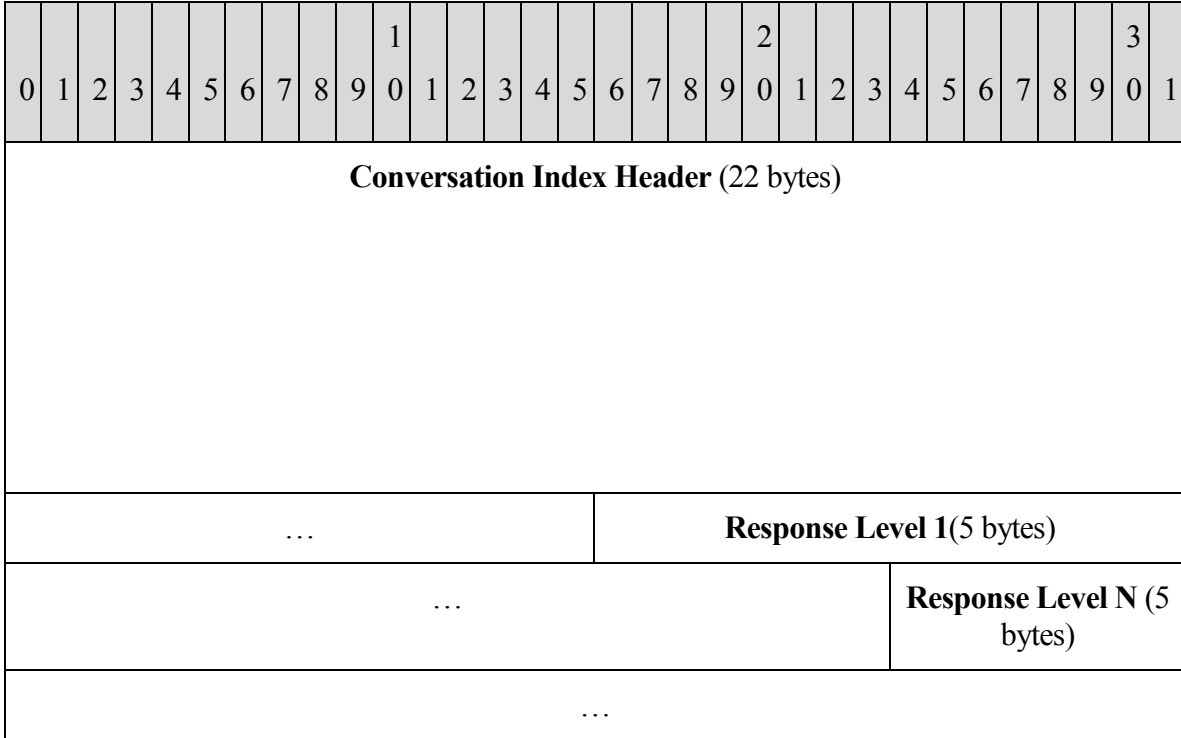 1 2 3
0 1 2 3 4 5 6 7 8 9 0 1 2 3 4 5 6 7 8 9 0 1 2 3 4 5 6 7 8 9 0 1
Conversation Index Header (22 bytes)
… Response Level 1(5 bytes)
… Response Level N (5
bytes)
…